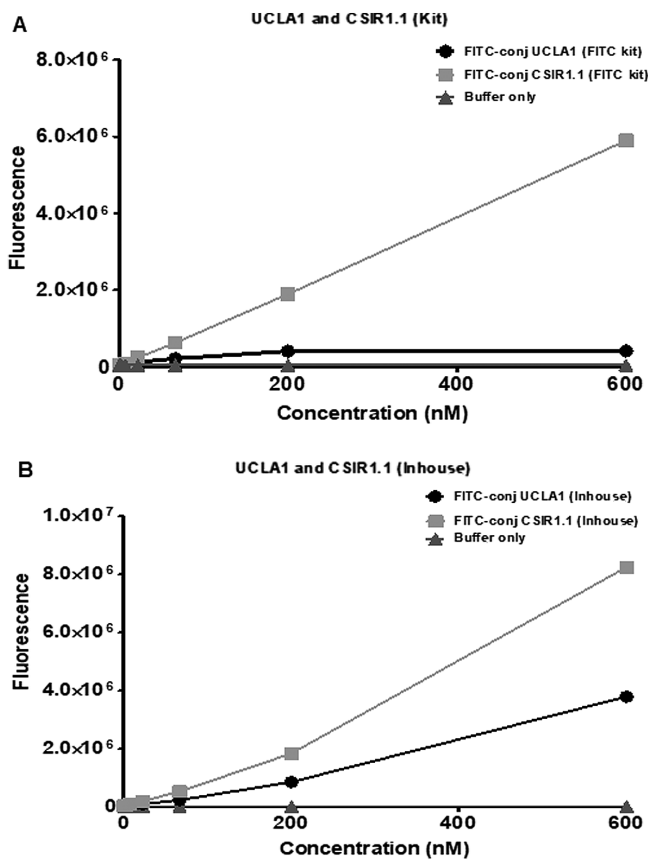 A
UCLA1 and CSIR1.1 (Kit)
FITC-conj UCLA1 (FITC kit)
FITC-conj CSIR1.1 (FITC kit)
Buffer only
8.0×10⁶
6.0×10⁶
4.0×10⁶
2.0×10⁶
0
Fluorescence
0 200 400 600
Concentration (nM)
B
UCLA1 and CSIR1.1 (Inhouse)
FITC-conj UCLA1 (Inhouse)
FITC-conj CSIR1.1 (Inhouse)
Buffer only
1.0×10⁷
8.0×10⁶
6.0×10⁶
4.0×10⁶
2.0×10⁶
0
Fluorescence
0 200 400 600
Concentration (nM)